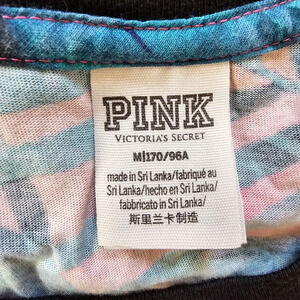 PINK
VICTORIA'S SECRET
M|170/96A
made in Sri Lanka/fabriqué au
Sri Lanka/hecho en Sri Lanka/
fabbricato in Sri Lanka/
斯里兰卡制造